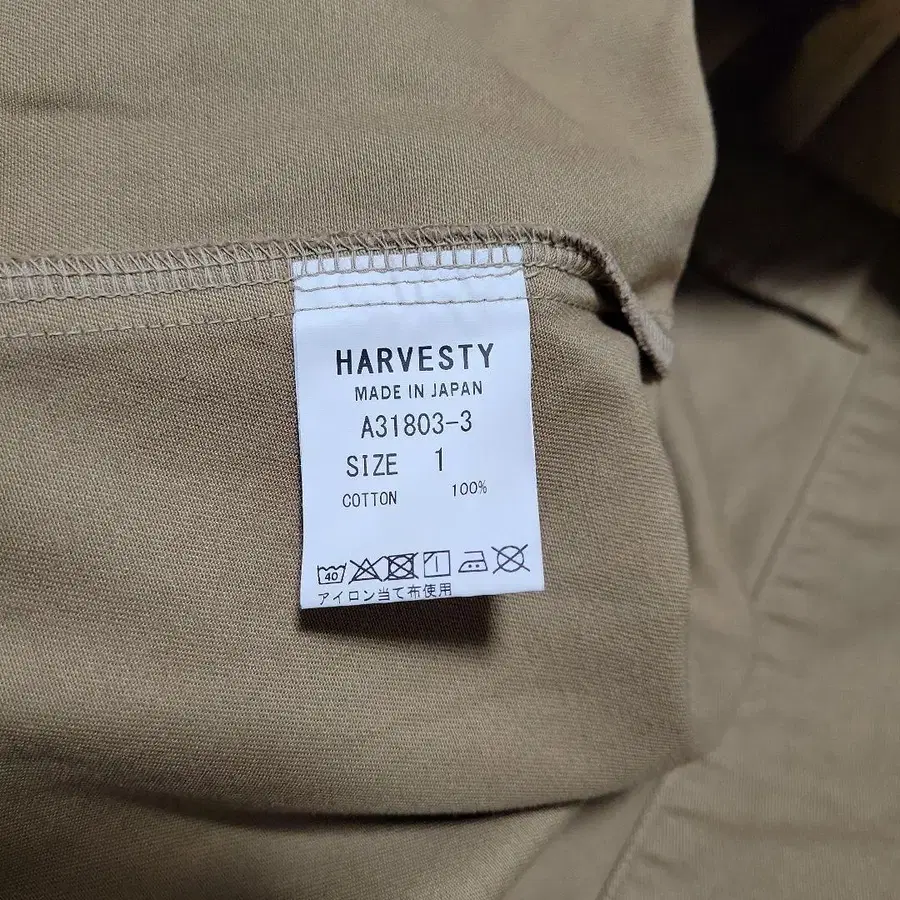 HARVESTY
MADE IN JAPAN
A31803-3
SIZE 1
COTTON 100%
40
アイロン当て布使用